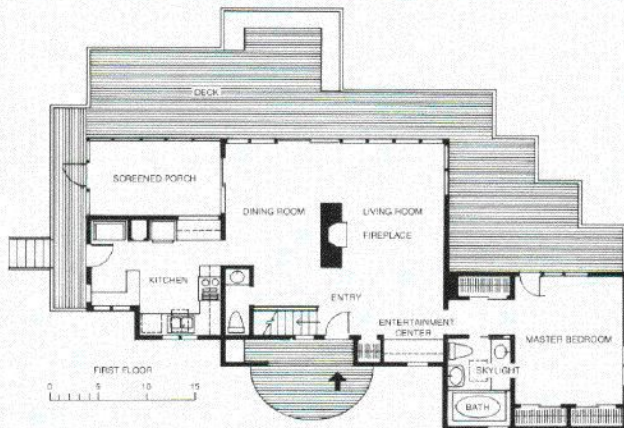 DECK
SCREENED PORCH
DINING ROOM
LIVING ROOM
FIREPLACE
KITCHEN
ENTRY
ENTERTAINMENT
CENTER
MASTER BEDROOM
SKYLIGHT
FIRST FLOOR
BATH
0 5 10 15